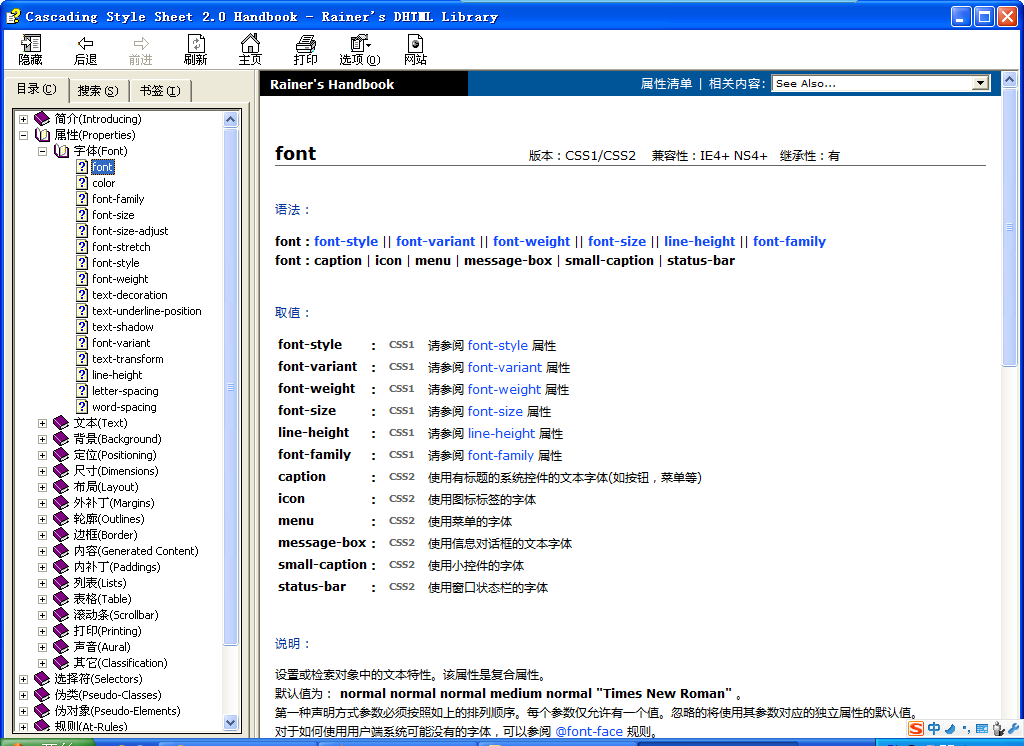 Cascading Style Sheet 2.0 Handbook - Rainer's DHTML Library
隐藏 后退 前进 刷新 主页 打印 选项(O) 网站
目录(C) 搜索(S) 书签(I)
简介(Introducing)
属性(Properties)
字体(Font)
font
color
font-family
font-size
font-size-adjust
font-stretch
font-style
font-weight
text-decoration
text-underline-position
text-shadow
font-variant
text-transform
line-height
letter-spacing
word-spacing
文本(Text)
背景(Background)
定位(Positioning)
尺寸(Dimensions)
布局(Layout)
外补丁(Margins)
轮廓(Outlines)
边框(Border)
内容(Generated Content)
内补丁(Paddings)
列表(Lists)
表格(Table)
滚动条(Scrollbar)
打印(Printing)
声音(Aural)
其它(Classification)
选择符(Selectors)
伪类(Pseudo-Classes)
伪对象(Pseudo-Elements)
规则(At-Rules)
Rainer's Handbook 属性清单 | 相关内容: See Also...
font 版本：CSS1/CSS2 兼容性：IE4+ NS4+ 继承性：有
语法：
font : font-style || font-variant || font-weight || font-size || line-height || font-family
font : caption | icon | menu | message-box | small-caption | status-bar
取值：
font-style : CSS1 请参阅 font-style 属性
font-variant : CSS1 请参阅 font-variant 属性
font-weight : CSS1 请参阅 font-weight 属性
font-size : CSS1 请参阅 font-size 属性
line-height : CSS1 请参阅 line-height 属性
font-family : CSS1 请参阅 font-family 属性
caption : CSS2 使用有标题的系统控件的文本字体(如按钮，菜单等)
icon : CSS2 使用图标标签的字体
menu : CSS2 使用菜单的字体
message-box : CSS2 使用信息对话框的文本字体
small-caption : CSS2 使用小控件的字体
status-bar : CSS2 使用窗口状态栏的字体
说明：
设置或检索对象中的文本特性。该属性是复合属性。
默认值为： normal normal normal medium normal "Times New Roman" 。
第一种声明方式参数必须按照如上的排列顺序。每个参数仅允许有一个值。忽略的将使用其参数对应的独立属性的默认值。
对于如何使用用户端系统可能没有的字体，可以参阅 @font-face 规则。
S 中